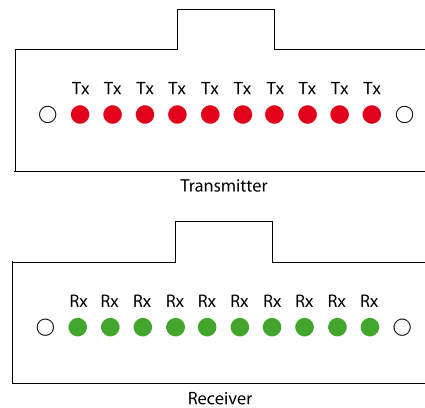 Tx Tx Tx Tx Tx Tx Tx Tx Tx Tx
Transmitter
Rx Rx Rx Rx Rx Rx Rx Rx Rx Rx
Receiver